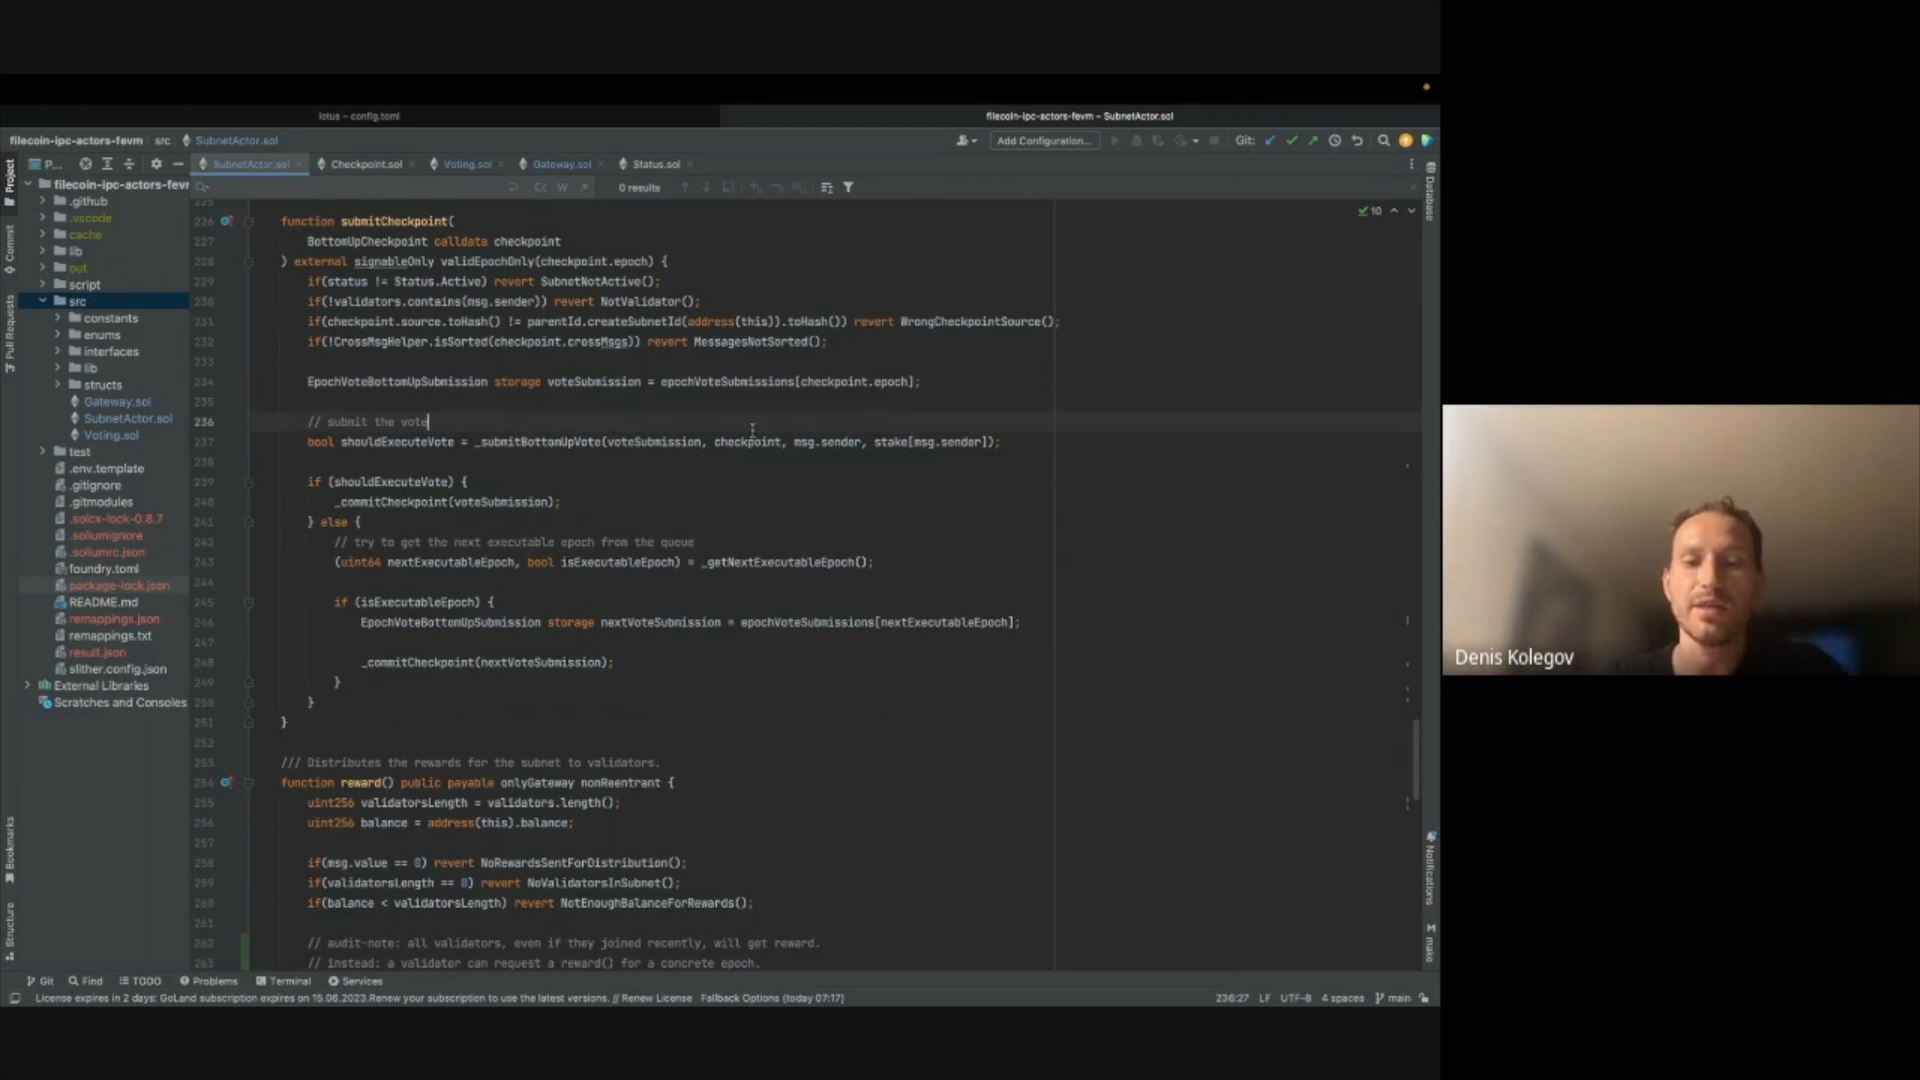 lotus – config.toml
filecoin-ipc-actors-fevm – SubnetActor.sol
filecoin-ipc-actors-fevm src SubnetActor.sol
Add Configuration...
Git:
P...
SubnetActor.sol
Checkpoint.sol
Voting.sol
Gateway.sol
Status.sol
Cc W
0 results
10
Project
Commit
Pull Requests
Bookmarks
Structure
Database
Notifications
make
filecoin-ipc-actors-fevm
.github
.vscode
cache
lib
out
script
src
constants
enums
interfaces
lib
structs
Gateway.sol
SubnetActor.sol
Voting.sol
test
.env.template
.gitignore
.gitmodules
.solcx-lock-0.8.7
.soliumignore
.soliumrc.json
foundry.toml
package-lock.json
README.md
remappings.json
remappings.txt
result.json
slither.config.json
External Libraries
Scratches and Consoles
225
226 function submitCheckpoint(
227 BottomUpCheckpoint calldata checkpoint
228 ) external signableOnly validEpochOnly(checkpoint.epoch) {
229 if(status != Status.Active) revert SubnetNotActive();
230 if(!validators.contains(msg.sender)) revert NotValidator();
231 if(checkpoint.source.toHash() != parentId.createSubnetId(address(this)).toHash()) revert WrongCheckpointSource();
232 if(!CrossMsgHelper.isSorted(checkpoint.crossMsgs)) revert MessagesNotSorted();
233
234 EpochVoteBottomUpSubmission storage voteSubmission = epochVoteSubmissions[checkpoint.epoch];
235
236 // submit the vote
237 bool shouldExecuteVote = _submitBottomUpVote(voteSubmission, checkpoint, msg.sender, stake[msg.sender]);
238
239 if (shouldExecuteVote) {
240 _commitCheckpoint(voteSubmission);
241 } else {
242 // try to get the next executable epoch from the queue
243 (uint64 nextExecutableEpoch, bool isExecutableEpoch) = _getNextExecutableEpoch();
244
245 if (isExecutableEpoch) {
246 EpochVoteBottomUpSubmission storage nextVoteSubmission = epochVoteSubmissions[nextExecutableEpoch];
247
248 _commitCheckpoint(nextVoteSubmission);
249 }
250 }
251 }
252
253 /// Distributes the rewards for the subnet to validators.
254 function reward() public payable onlyGateway nonReentrant {
255 uint256 validatorsLength = validators.length();
256 uint256 balance = address(this).balance;
257
258 if(msg.value == 0) revert NoRewardsSentForDistribution();
259 if(validatorsLength == 0) revert NoValidatorsInSubnet();
260 if(balance < validatorsLength) revert NotEnoughBalanceForRewards();
261
262 // audit-note: all validators, even if they joined recently, will get reward.
263 // instead: a validator can request a reward() for a concrete epoch.
Git Find TODO Problems Terminal Services
License expires in 2 days: GoLand subscription expires on 15.06.2023.Renew your subscription to use the latest versions. // Renew License Fallback Options (today 07:17)
236:27 LF UTF-8 4 spaces main
Denis Kolegov